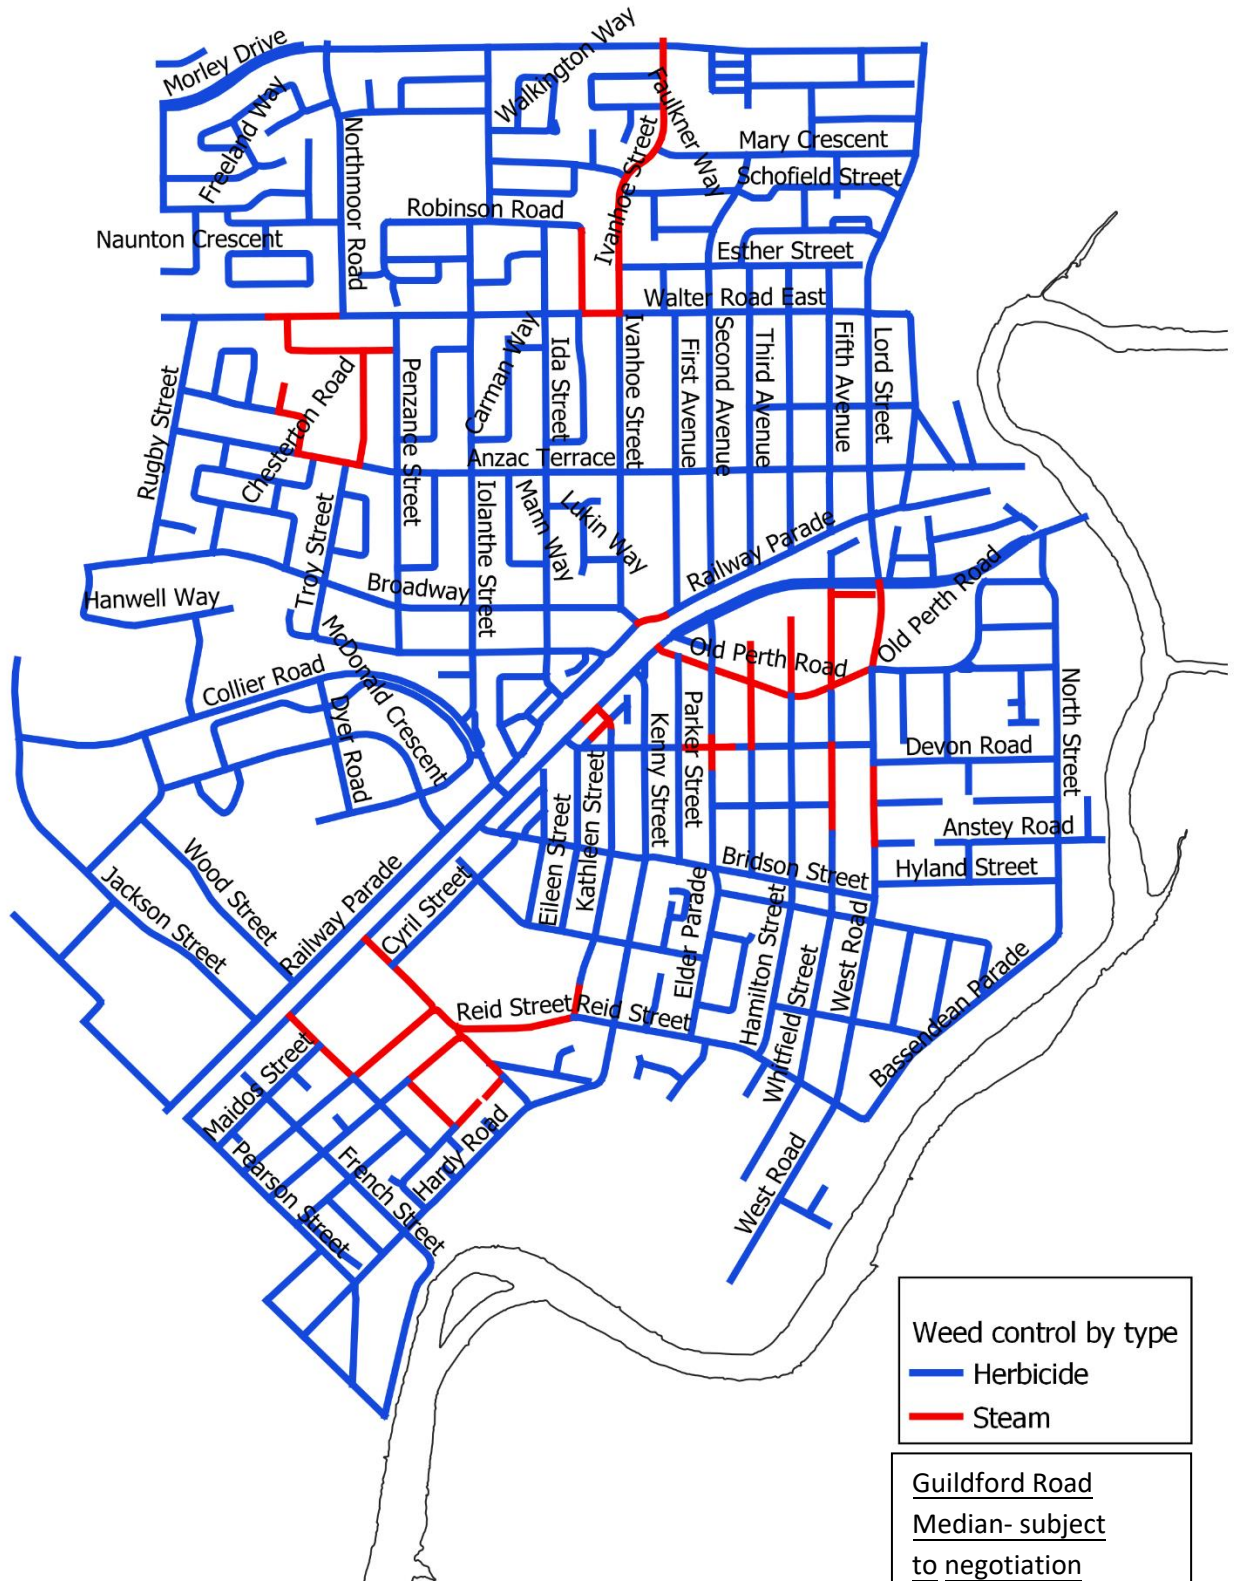 Morley Drive
Walkington Way
Freeland Way
Faulkner Way
Mary Crescent
Northmoor Road
Ivanhoe Street
Schofield Street
Robinson Road
Naunton Crescent
Esther Street
Walter Road East
Rugby Street
Chesterton Road
Penzance Street
Carman Way
Ida Street
Ivanhoe Street
First Avenue
Second Avenue
Third Avenue
Fifth Avenue
Lord Street
Anzac Terrace
Troy Street
Iolanthe Street
Mann Way
Lukin Way
Railway Parade
Broadway
Hanwell Way
McDonald Crescent
Old Perth Road
Old Perth Road
Collier Road
Dyer Road
Kenny Street
Parker Street
North Street
Devon Road
Eileen Street
Kathleen Street
Anstey Road
Bridson Street
Hyland Street
Wood Street
Jackson Street
Railway Parade
Cyril Street
Elder Parade
Hamilton Street
Whitfield Street
West Road
Reid Street
Reid Street
Bassendean Parade
Maidos Street
Pearson Street
French Street
Hardy Road
West Road
Weed control by type
Herbicide
Steam
Guildford Road
Median- subject
to negotiation